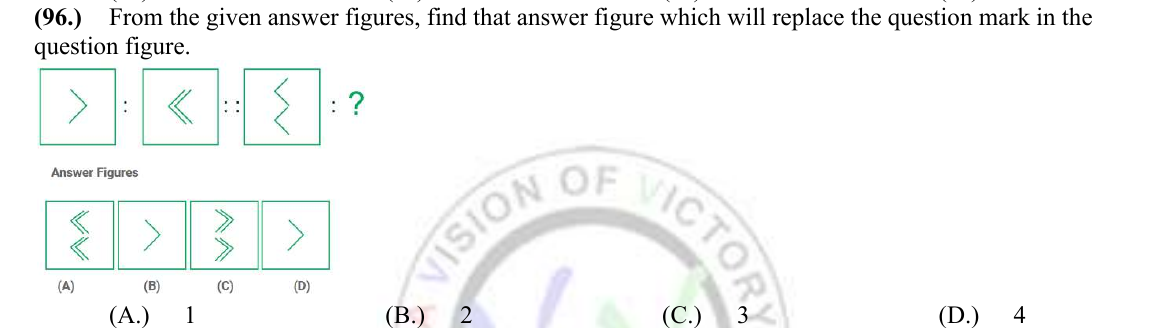 (96.) From the given answer figures, find that answer figure which will replace the question mark in the
question figure.
: :: : ?
Answer Figures
(A) (B) (C) (D)
(A.) 1 (B.) 2 (C.) 3 (D.) 4
VISION OF VICTORY